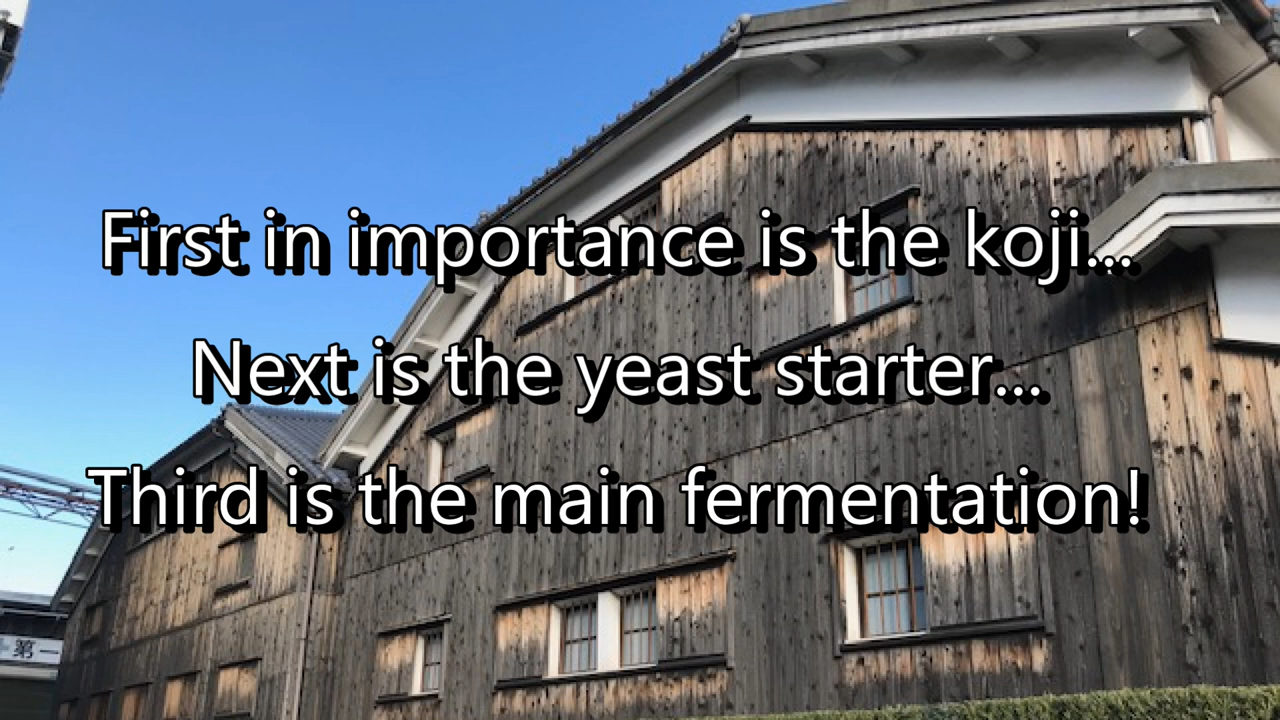 First in importance is the koji...
Next is the yeast starter...
Third is the main fermentation!
第一